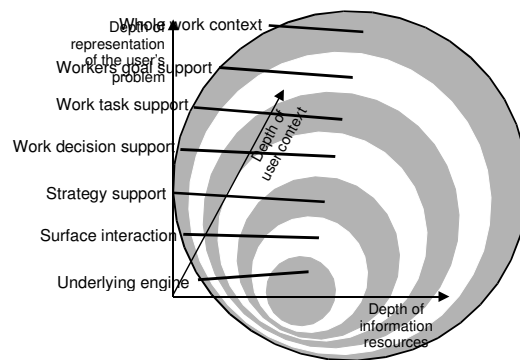 Whole work context
Depth of
representation
of the user's
problem
Workers goal support
Work task support
Depth of
user context
Work decision support
Strategy support
Surface interaction
Underlying engine
Depth of
information
resources